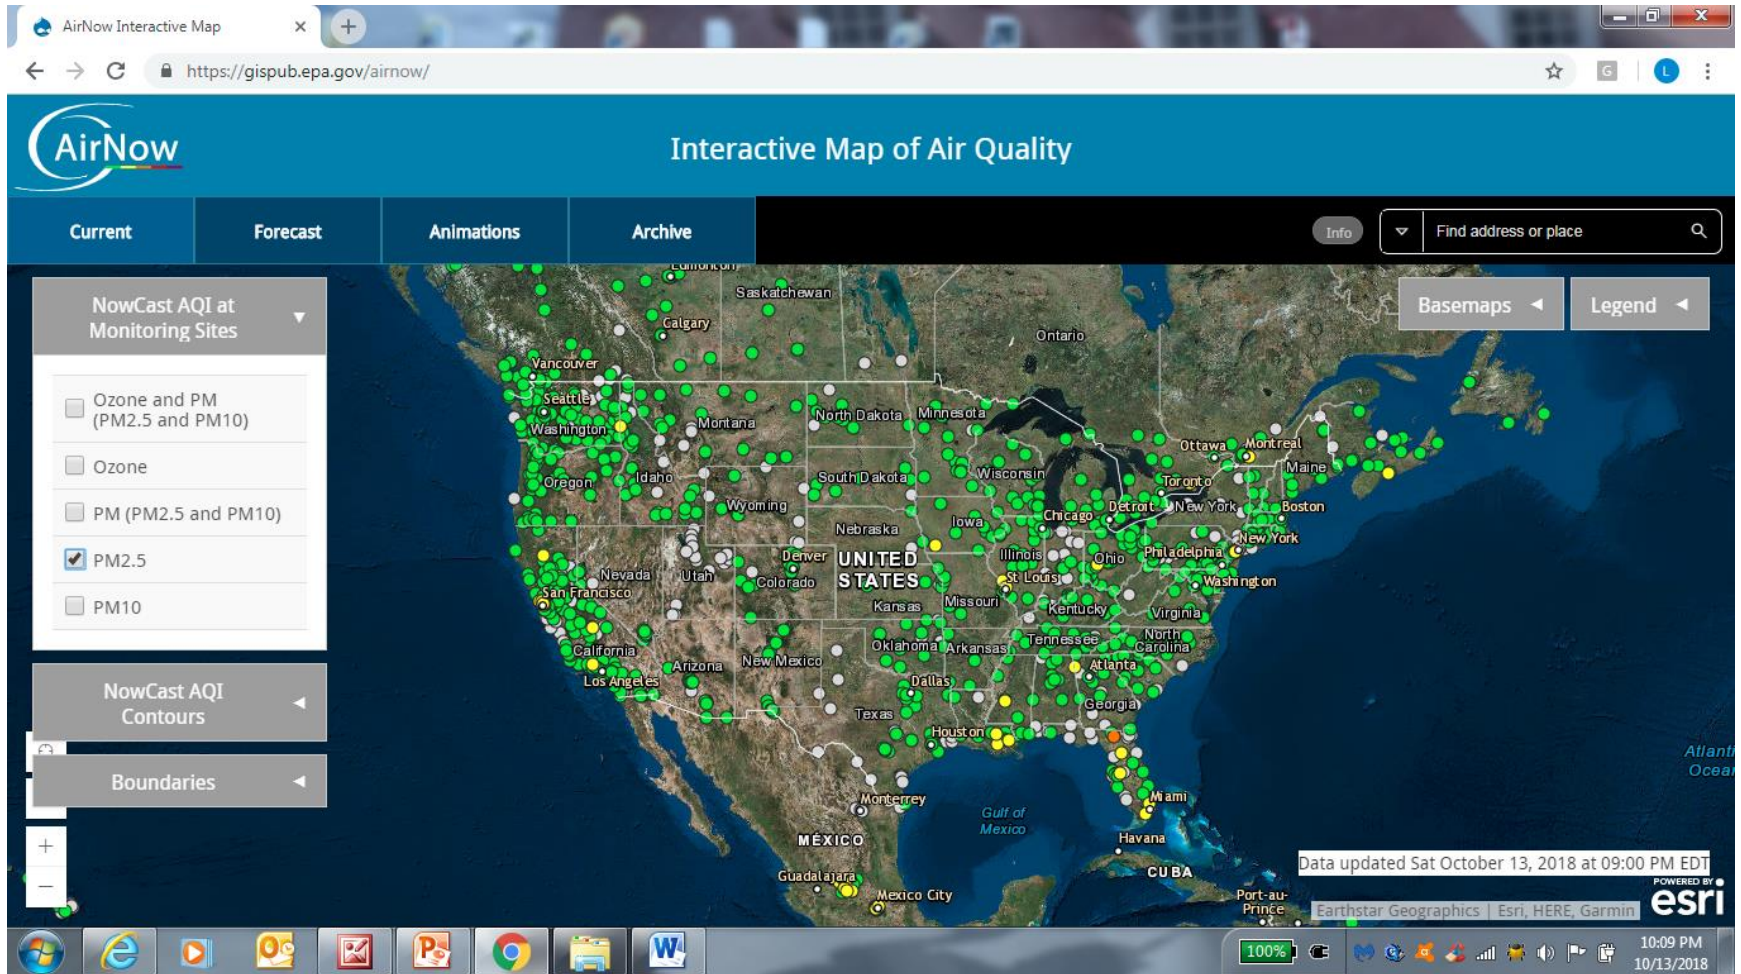 AirNow Interactive Map
https://gispub.epa.gov/airnow/
G
L
AirNow
Interactive Map of Air Quality
Current
Forecast
Animations
Archive
Info
Find address or place
NowCast AQI at
Monitoring Sites
Ozone and PM
(PM2.5 and PM10)
Ozone
PM (PM2.5 and PM10)
PM2.5
PM10
NowCast AQI
Contours
Boundaries
+
−
Basemaps
Legend
Edmonton
Saskatchewan
Calgary
Ontario
Vancouver
Seattle
Washington
Montana
North Dakota
Minnesota
Ottawa
Montreal
Maine
Oregon
Idaho
South Dakota
Wisconsin
Toronto
Wyoming
Iowa
Chicago
Detroit
New York
Boston
Nebraska
New York
Denver
UNITED
STATES
Illinois
Ohio
Philadelphia
Nevada
Utah
Colorado
St Louis
Washington
San Francisco
Kansas
Missouri
Kentucky
Virginia
California
Oklahoma
Arkansas
Tennessee
North
Carolina
Arizona
New Mexico
Atlanta
Los Angeles
Dallas
Georgia
Texas
Houston
Monterrey
Gulf of
Mexico
Miami
MÉXICO
Havana
CUBA
Guadalajara
Mexico City
Port-au-
Prince
Atlanti
Ocea
Data updated Sat October 13, 2018 at 09:00 PM EDT
POWERED BY
esri
Earthstar Geographics | Esri, HERE, Garmin
100%
10:09 PM
10/13/2018